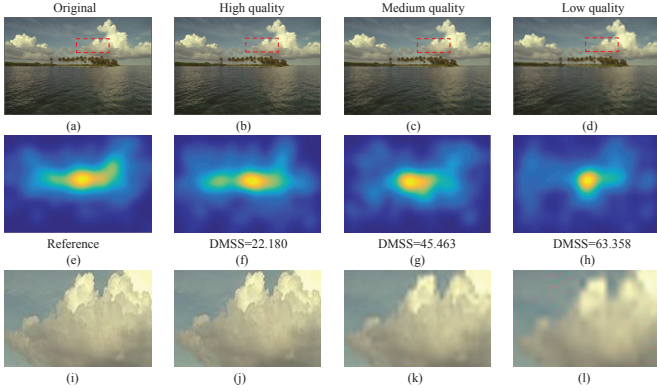 Original High quality Medium quality Low quality
(a) (b) (c) (d)
Reference DMSS=22.180 DMSS=45.463 DMSS=63.358
(e) (f) (g) (h)
(i) (j) (k) (l)